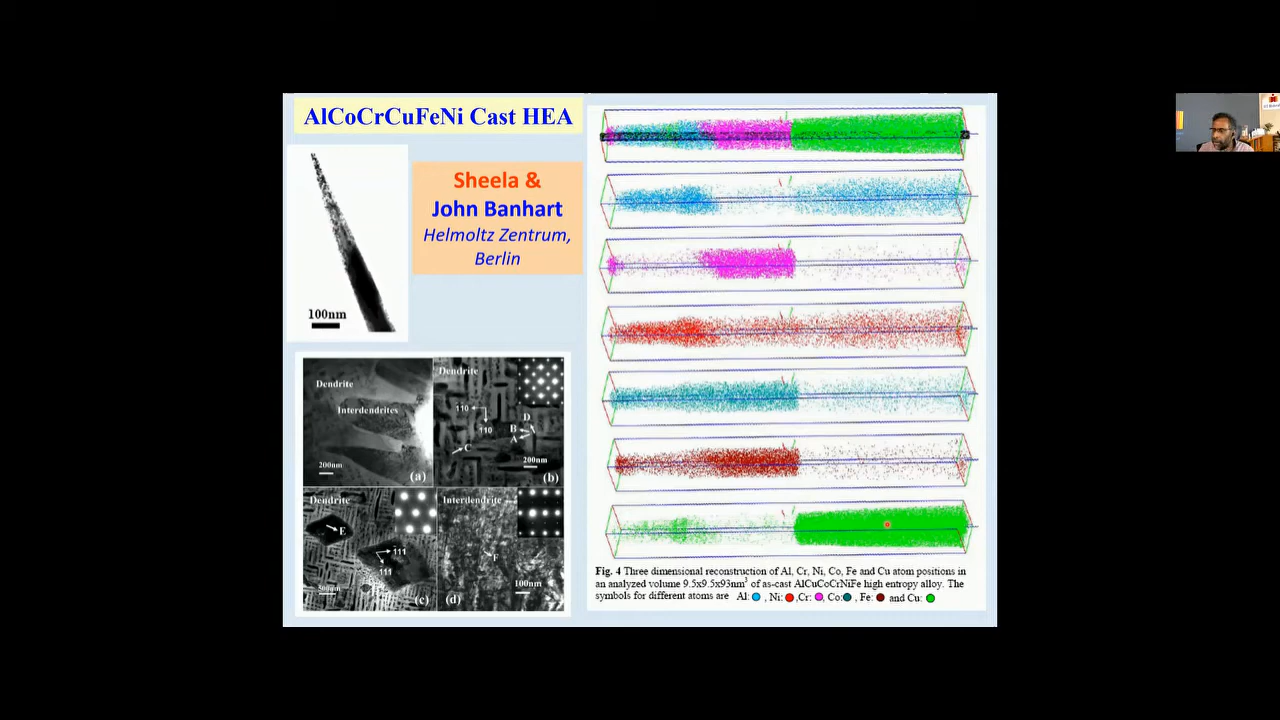 AlCoCrCuFeNi Cast HEA
Sheela &
John Banhart
Helmoltz Zentrum,
Berlin
100nm
Dendrite
Interdendrites
200nm
(a)
Dendrite
110
110
D
B
A
C
200nm
(b)
Dendrite
E
111
111
(c)
Interdendrite
F
100nm
(d)
Fig. 4 Three dimensional reconstruction of Al, Cr, Ni, Co, Fe and Cu atom positions in
an analyzed volume 9.5x9.5x93nm³ of as-cast AlCuCoCrNiFe high entropy alloy. The
symbols for different atoms are Al: , Ni: ,Cr: , Co: , Fe: and Cu: